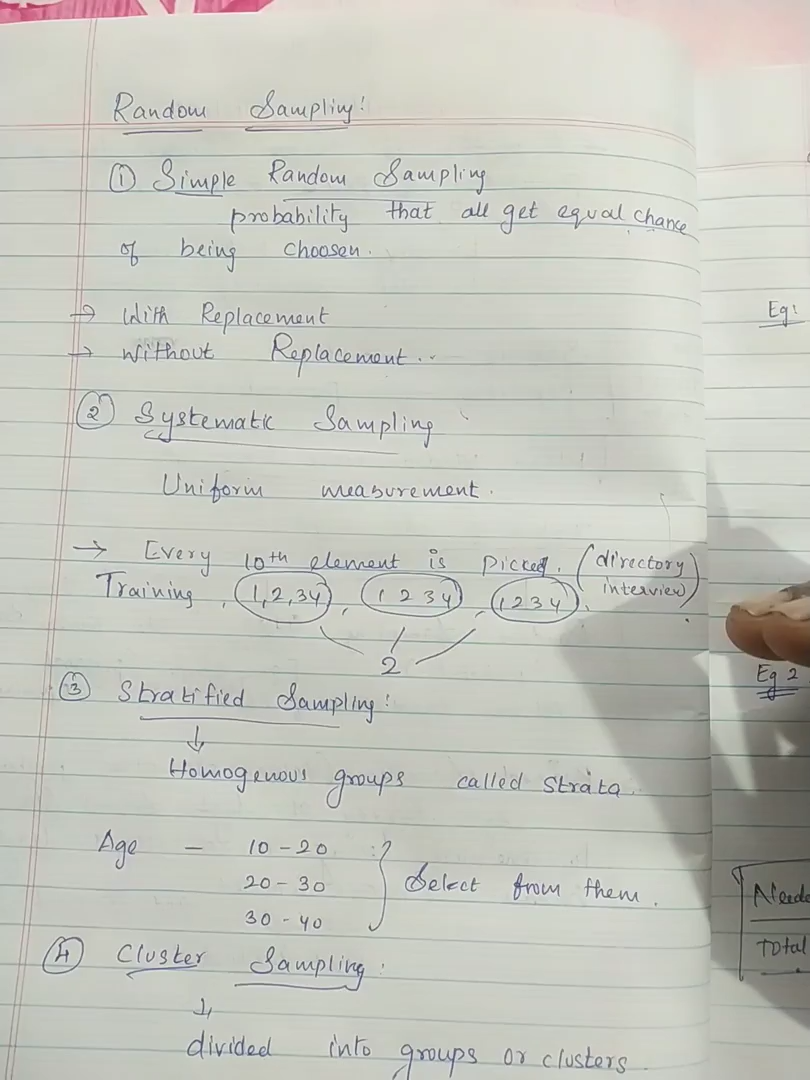 Random Sampling:
① Simple Random Sampling
probability that all get equal chance
of being choosen.
→ With Replacement
→ Without Replacement..
② Systematic Sampling
Uniform measurement.
→ Every 10th element is picked. (directory interview)
Training, 1,2,34, 1 2 3 4, 1 2 3 4.
2
③ Stratified Sampling:
↓
Homogenous groups called strata.
Age - 10-20
20-30
30-40
} Select from them.
④ Cluster Sampling:
↓
divided into groups or clusters.
Eg:
Eg 2
Total